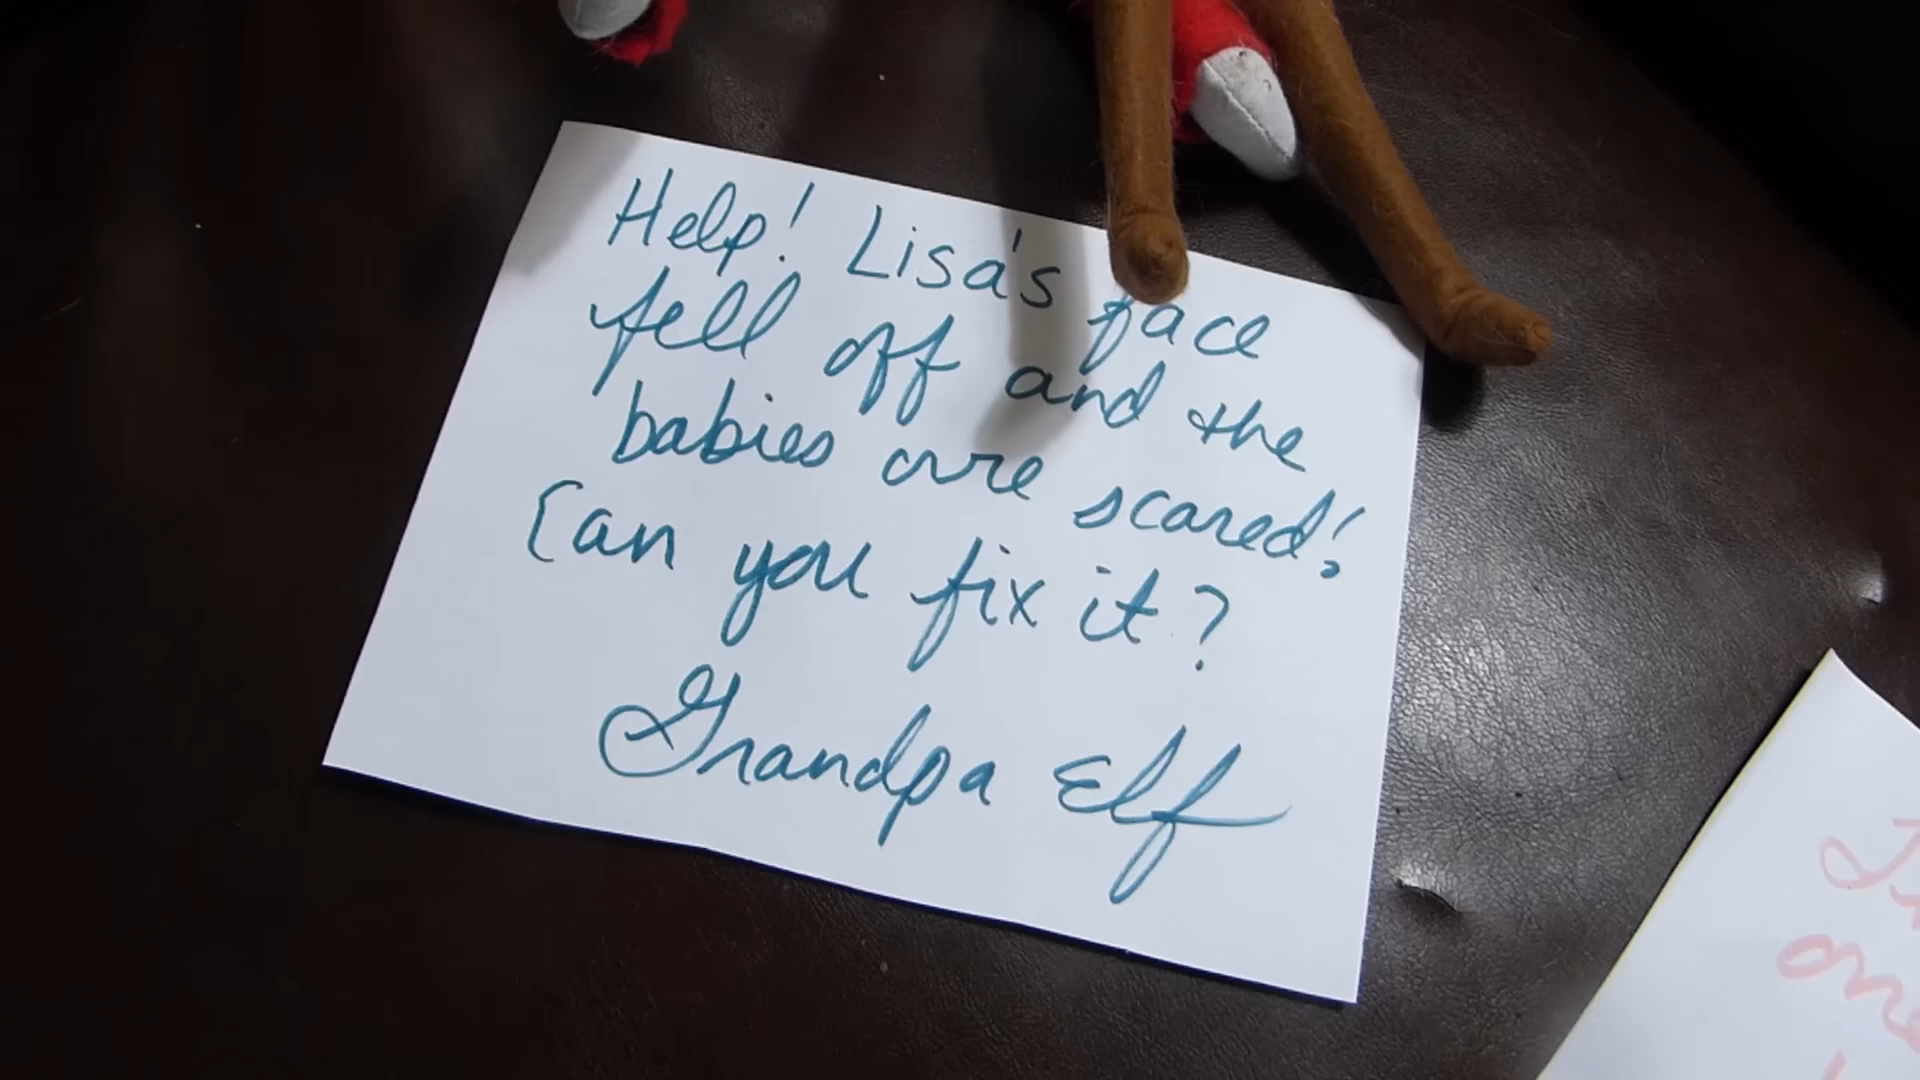 Help! Lisa's face
fell off and the
babies are scared!
Can you fix it?
Grandpa Elf